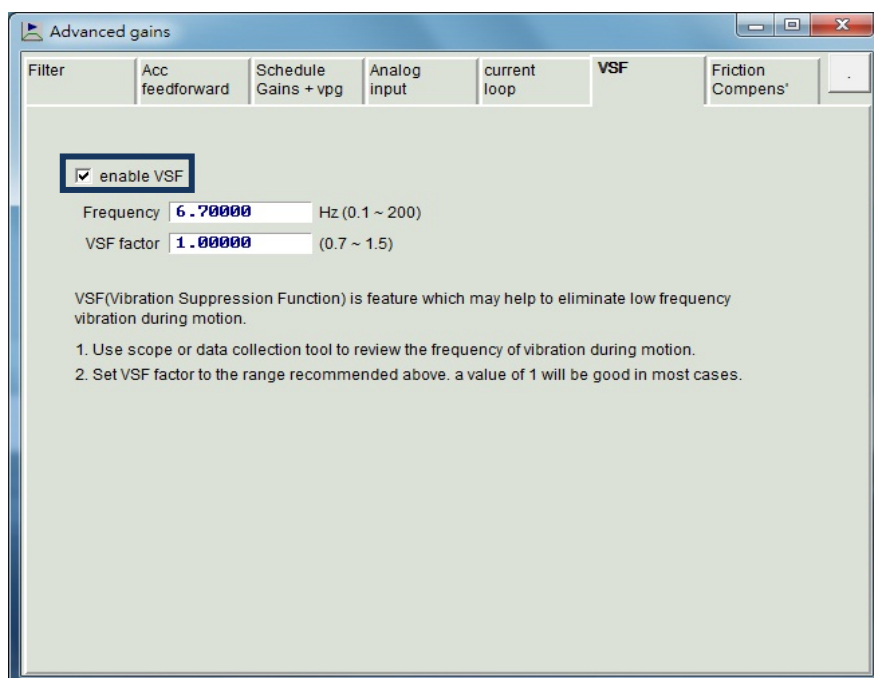 Advanced gains
Filter
Acc
feedforward
Schedule
Gains + vpg
Analog
input
current
loop
VSF
Friction
Compens'
.
enable VSF
Frequency 6.70000 Hz (0.1 ~ 200)
VSF factor 1.00000 (0.7 ~ 1.5)
VSF(Vibration Suppression Function) is feature which may help to eliminate low frequency
vibration during motion.
1. Use scope or data collection tool to review the frequency of vibration during motion.
2. Set VSF factor to the range recommended above. a value of 1 will be good in most cases.